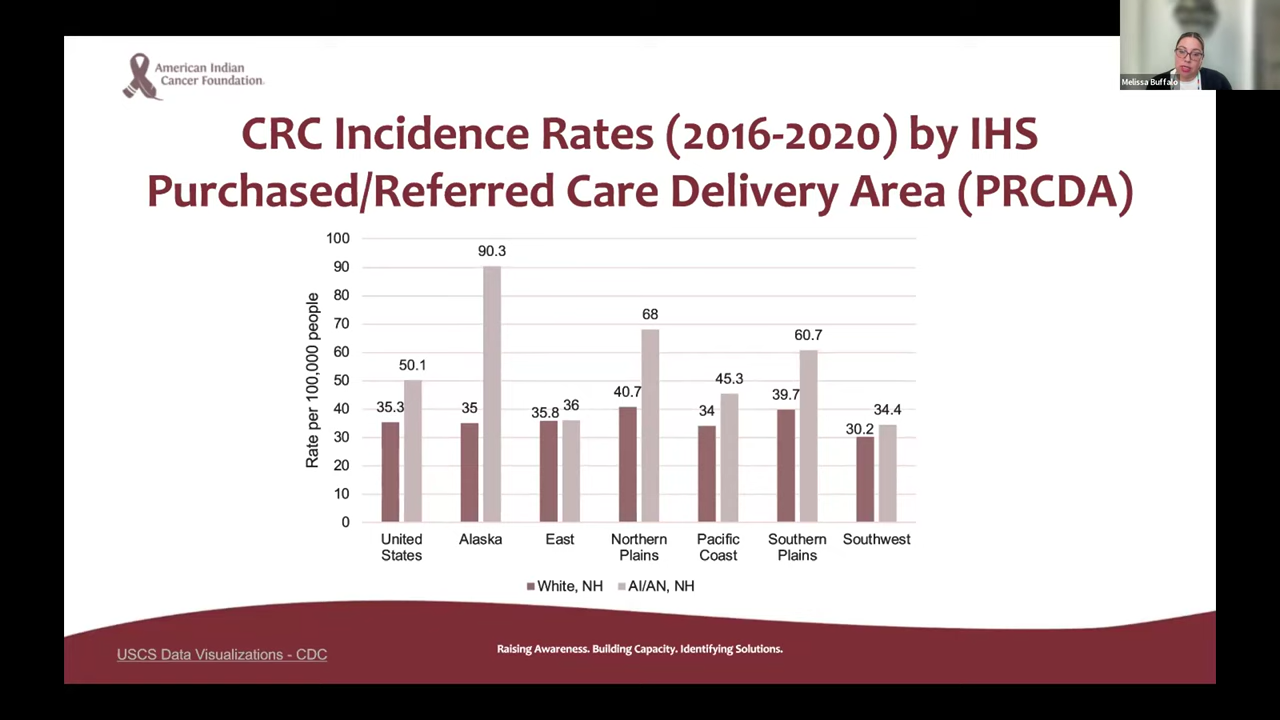 American Indian
Cancer Foundation.
Melissa Buffalo
CRC Incidence Rates (2016-2020) by IHS
Purchased/Referred Care Delivery Area (PRCDA)
Rate per 100,000 people
100
90
80
70
60
50
40
30
20
10
0
35.3
50.1
35
90.3
35.8
36
40.7
68
34
45.3
39.7
60.7
30.2
34.4
United
States
Alaska
East
Northern
Plains
Pacific
Coast
Southern
Plains
Southwest
White, NH
AI/AN, NH
USCS Data Visualizations - CDC
Raising Awareness. Building Capacity. Identifying Solutions.